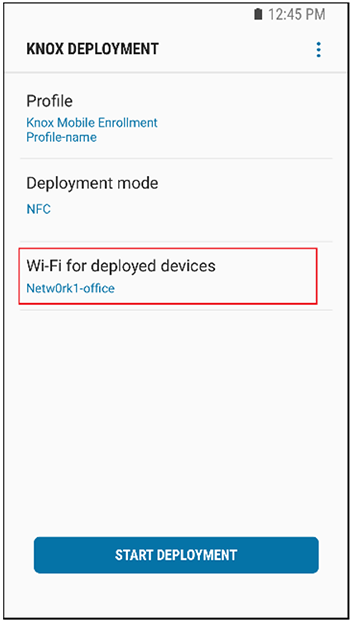 12:45 PM
KNOX DEPLOYMENT
Profile
Knox Mobile Enrollment
Profile-name
Deployment mode
NFC
Wi-Fi for deployed devices
Netw0rk1-office
START DEPLOYMENT